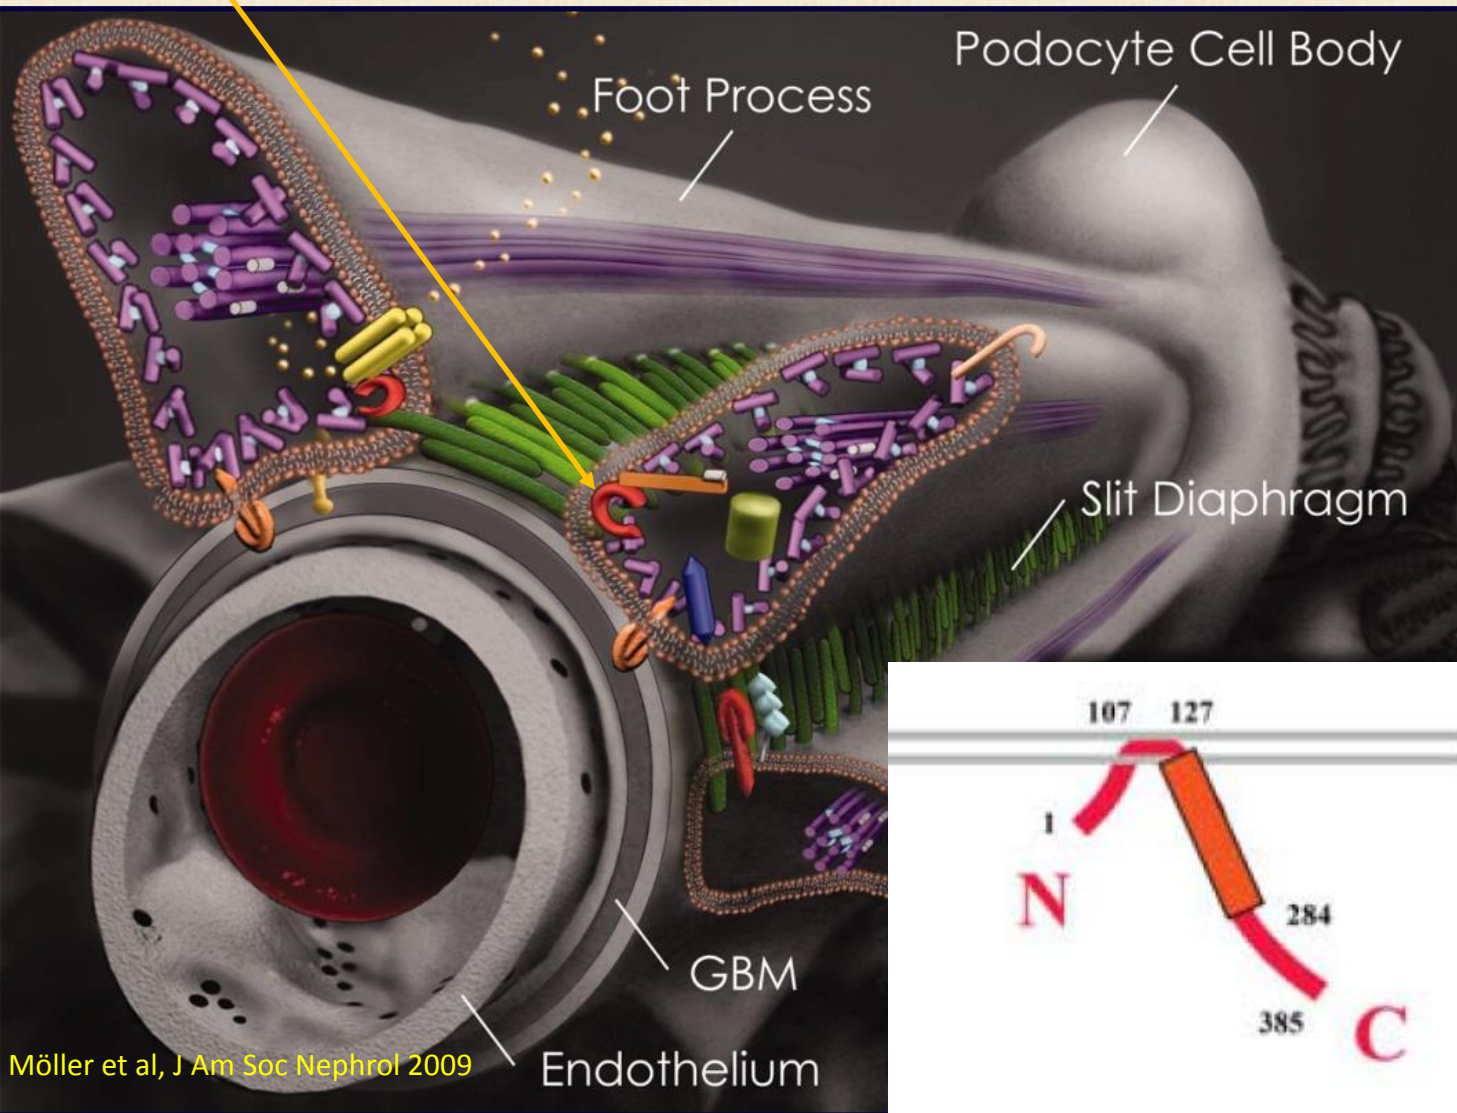 Podocyte Cell Body
Foot Process
Slit Diaphragm
107 127
1
N
284
385
C
GBM
Endothelium
Möller et al, J Am Soc Nephrol 2009